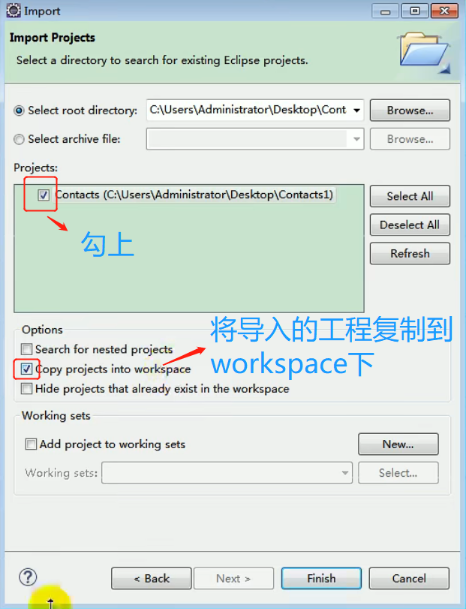 Import
Import Projects
Select a directory to search for existing Eclipse projects.
Select root directory: C:\Users\Administrator\Desktop\Cont Browse...
Select archive file: Browse...
Projects:
Contacts (C:\Users\Administrator\Desktop\Contacts1) Select All
Deselect All
勾上
Refresh
Options
将导入的工程复制到
Search for nested projects
workspace下
Copy projects into workspace
Hide projects that already exist in the workspace
Working sets
Add project to working sets New...
Working sets: Select...
? < Back Next > Finish Cancel